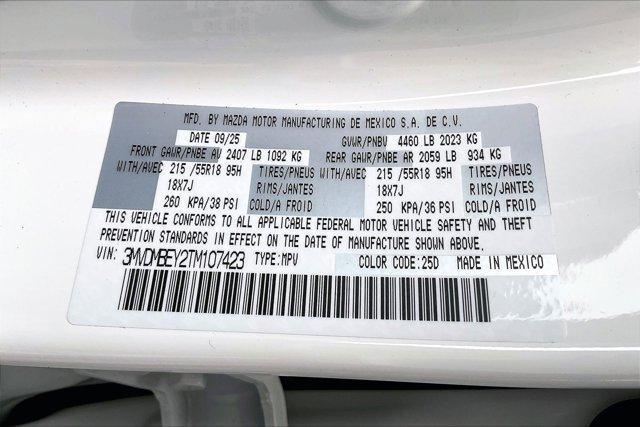 MFD. BY MAZDA MOTOR MANUFACTURING DE MEXICO S.A. DE C.V.
DATE 09/25 GVWR/PNBV 4460 LB 2023 KG
FRONT GAWR/PNBE AV 2407 LB 1092 KG REAR GAWR/PNBE AR 2059 LB 934 KG
WITH/AVEC 215 /55R18 95H TIRES/PNEUS WITH/AVEC 215 /55R18 95H TIRES/PNEUS
18X7J RIMS/JANTES 18X7J RIMS/JANTES
260 KPA/38 PSI COLD/A FROID 250 KPA/36 PSI COLD/A FROID
THIS VEHICLE CONFORMS TO ALL APPLICABLE FEDERAL MOTOR VEHICLE SAFETY AND THEFT
PREVENTION STANDARDS IN EFFECT ON THE DATE OF MANUFACTURE SHOWN ABOVE.
VIN: 3MVDMBEY2TM107423 TYPE: MPV COLOR CODE: 25D MADE IN MEXICO